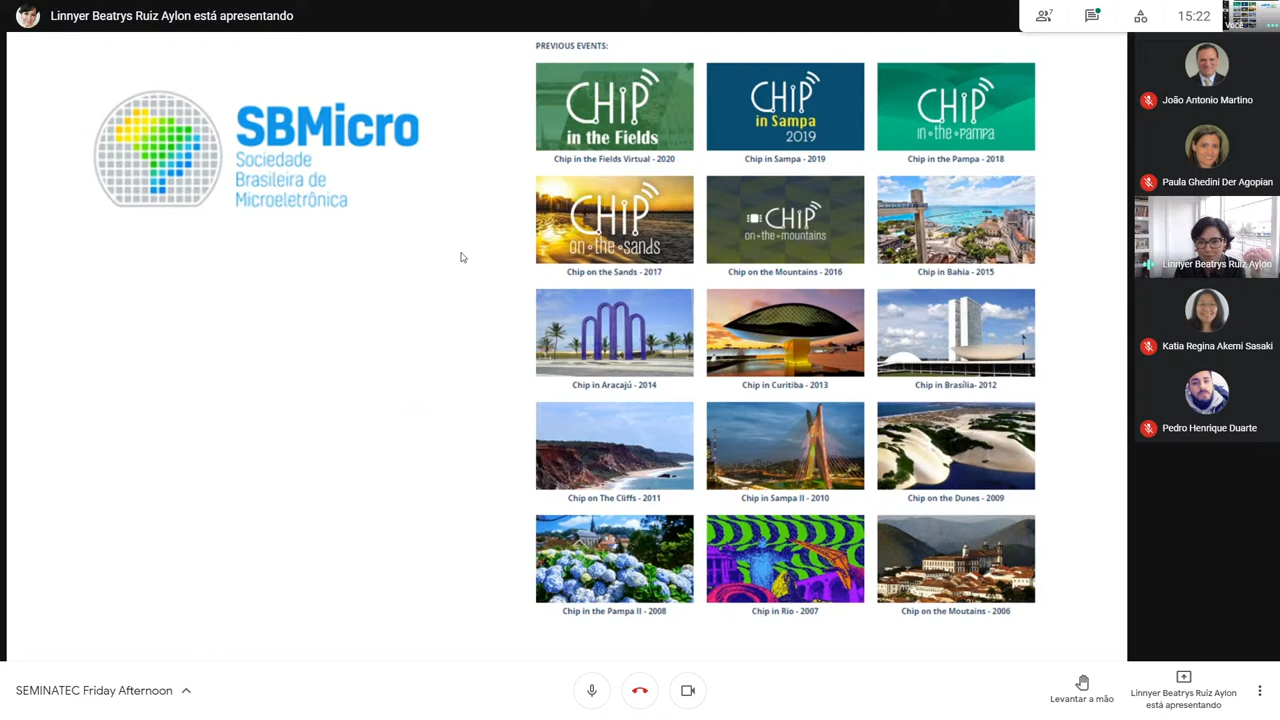 Linnyer Beatrys Ruiz Aylon está apresentando
7
15:22
Você
PREVIOUS EVENTS:
SBMicro
Sociedade
Brasileira de
Microeletrônica
CHiP
in the Fields
Chip in the Fields Virtual - 2020
CHiP
in Sampa
2019
Chip in Sampa - 2019
CHiP
in•the•pampa
Chip in the Pampa - 2018
CHiP
on•the•sands
Chip on the Sands - 2017
CHiP
on•the•mountains
Chip on the Mountains - 2016
Chip in Bahia - 2015
Chip in Aracajú - 2014
Chip in Curitiba - 2013
Chip in Brasília- 2012
Chip on The Cliffs - 2011
Chip in Sampa II - 2010
Chip on the Dunes - 2009
Chip in the Pampa II - 2008
Chip in Rio - 2007
Chip on the Moutains - 2006
João Antonio Martino
Paula Ghedini Der Agopian
Linnyer Beatrys Ruiz Aylon
Katia Regina Akemi Sasaki
Pedro Henrique Duarte
SEMINATEC Friday Afternoon
Levantar a mão
Linnyer Beatrys Ruiz Aylon
está apresentando